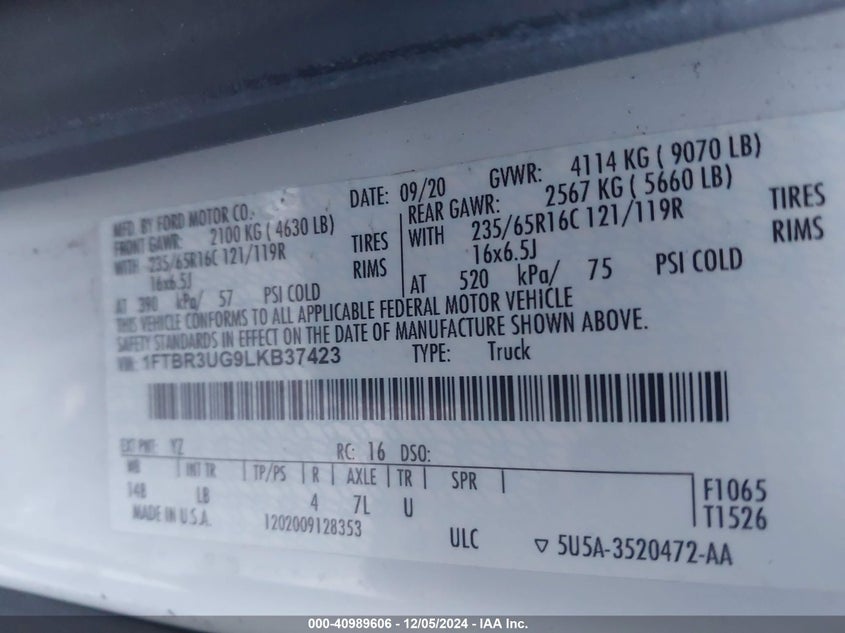 MFD. BY FORD MOTOR CO.
DATE: 09/20
GVWR: 4114 KG ( 9070 LB)
FRONT GAWR: 2100 KG ( 4630 LB)
REAR GAWR: 2567 KG ( 5660 LB)
WITH 235/65R16C 121/119R TIRES
WITH 235/65R16C 121/119R TIRES
16x6.5J RIMS
16x6.5J RIMS
AT 390 kPa/ 57 PSI COLD
AT 520 kPa/ 75 PSI COLD
THIS VEHICLE CONFORMS TO ALL APPLICABLE FEDERAL MOTOR VEHICLE
SAFETY STANDARDS IN EFFECT ON THE DATE OF MANUFACTURE SHOWN ABOVE.
VIN: 1FTBR3UG9LKB37423 TYPE: Truck
EXT PNT: YZ RC: 16 DSO:
WB INT TR TP/PS R AXLE TR SPR
148 LB 4 7L U
F1065
T1526
MADE IN U.S.A. 1202009128353 ULC ▽ 5U5A-3520472-AA
000-40989606 - 12/05/2024 - IAA Inc.